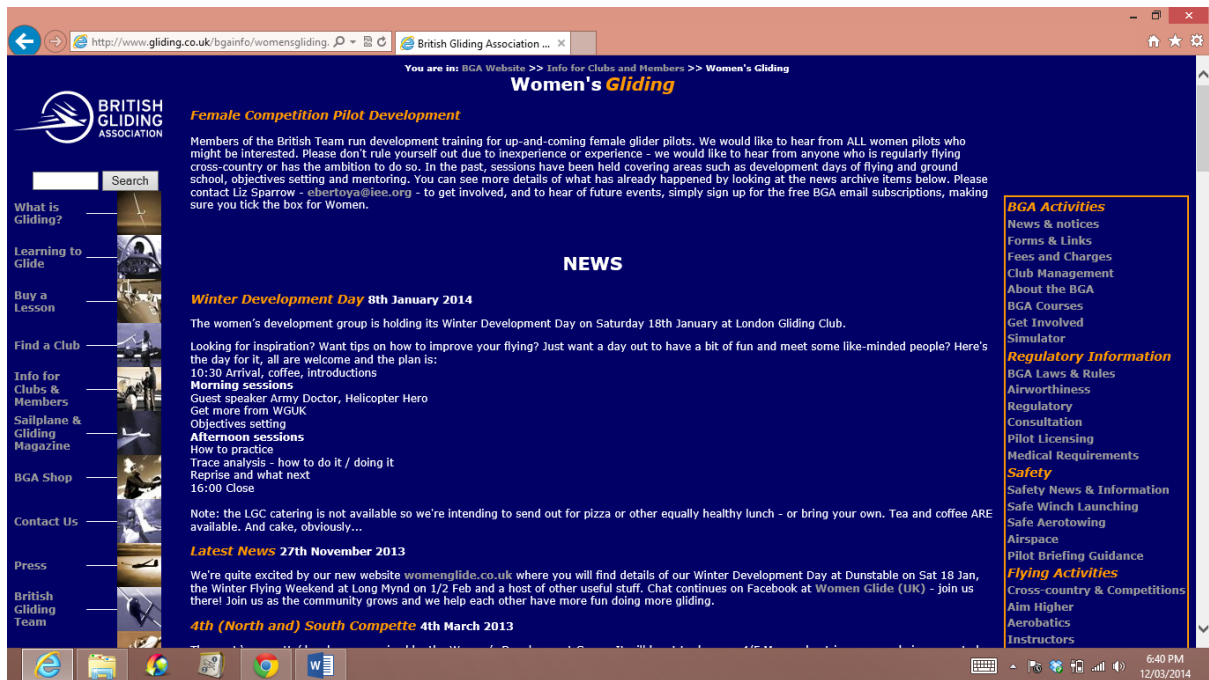 http://www.gliding.co.uk/bgainfo/womensgliding.
British Gliding Association ...
You are in: BGA Website >> Info for Clubs and Members >> Women's Gliding
Women's Gliding
BRITISH
GLIDING
ASSOCIATION
Search
What is
Gliding?
Learning to
Glide
Buy a
Lesson
Find a Club
Info for
Clubs &
Members
Sailplane &
Gliding
Magazine
BGA Shop
Contact Us
Press
British
Gliding
Team
Female Competition Pilot Development
Members of the British Team run development training for up-and-coming female glider pilots. We would like to hear from ALL women pilots who
might be interested. Please don't rule yourself out due to inexperience or experience - we would like to hear from anyone who is regularly flying
cross-country or has the ambition to do so. In the past, sessions have been held covering areas such as development days of flying and ground
school, objectives setting and mentoring. You can see more details of what has already happened by looking at the news archive items below. Please
contact Liz Sparrow - ebertoya@iee.org - to get involved, and to hear of future events, simply sign up for the free BGA email subscriptions, making
sure you tick the box for Women.
NEWS
Winter Development Day 8th January 2014
The women's development group is holding its Winter Development Day on Saturday 18th January at London Gliding Club.
Looking for inspiration? Want tips on how to improve your flying? Just want a day out to have a bit of fun and meet some like-minded people? Here's
the day for it, all are welcome and the plan is:
10:30 Arrival, coffee, introductions
Morning sessions
Guest speaker Army Doctor, Helicopter Hero
Get more from WGUK
Objectives setting
Afternoon sessions
How to practice
Trace analysis - how to do it / doing it
Reprise and what next
16:00 Close
Note: the LGC catering is not available so we're intending to send out for pizza or other equally healthy lunch - or bring your own. Tea and coffee ARE
available. And cake, obviously...
Latest News 27th November 2013
We're quite excited by our new website womenglide.co.uk where you will find details of our Winter Development Day at Dunstable on Sat 18 Jan,
the Winter Flying Weekend at Long Mynd on 1/2 Feb and a host of other useful stuff. Chat continues on Facebook at Women Glide (UK) - join us
there! Join us as the community grows and we help each other have more fun doing more gliding.
4th (North and) South Compette 4th March 2013
BGA Activities
News & notices
Forms & Links
Fees and Charges
Club Management
About the BGA
BGA Courses
Get Involved
Simulator
Regulatory Information
BGA Laws & Rules
Airworthiness
Regulatory
Consultation
Pilot Licensing
Medical Requirements
Safety
Safety News & Information
Safe Winch Launching
Safe Aerotowing
Airspace
Pilot Briefing Guidance
Flying Activities
Cross-country & Competitions
Aim Higher
Aerobatics
Instructors
6:40 PM
12/03/2014